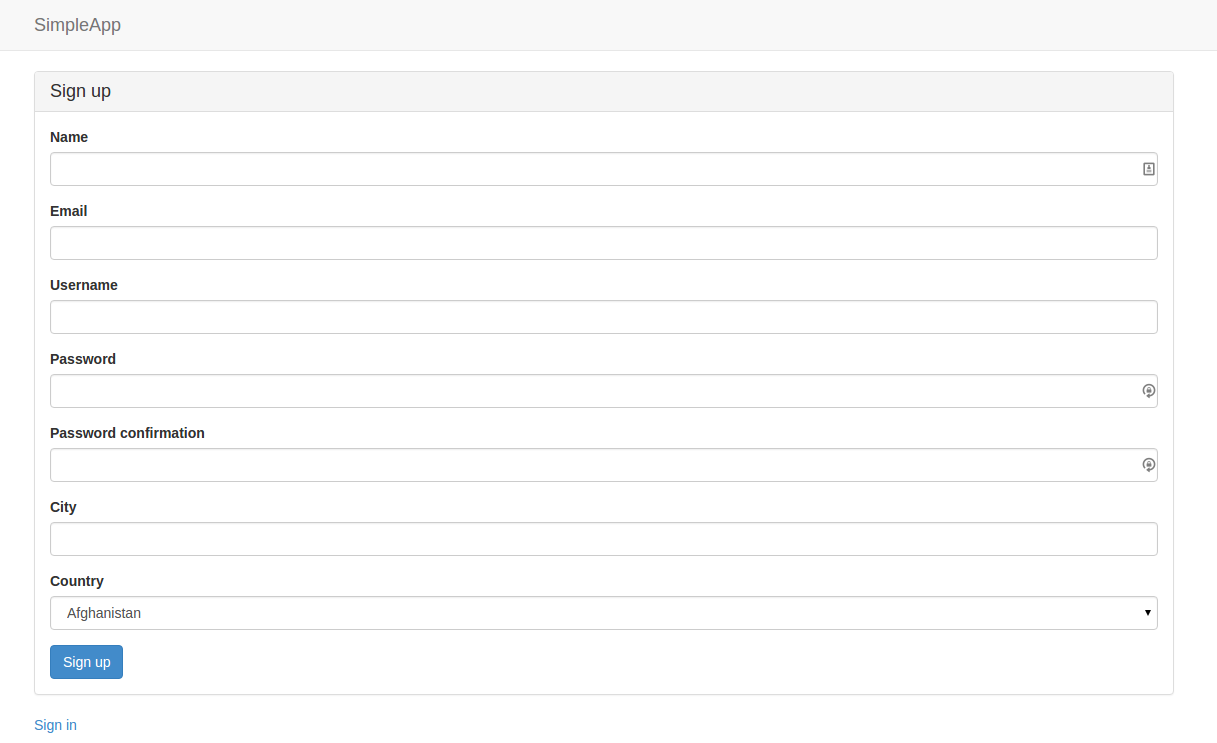 SimpleApp
Sign up
Name
Email
Username
Password
Password confirmation
City
Country
Afghanistan
Sign up
Sign in